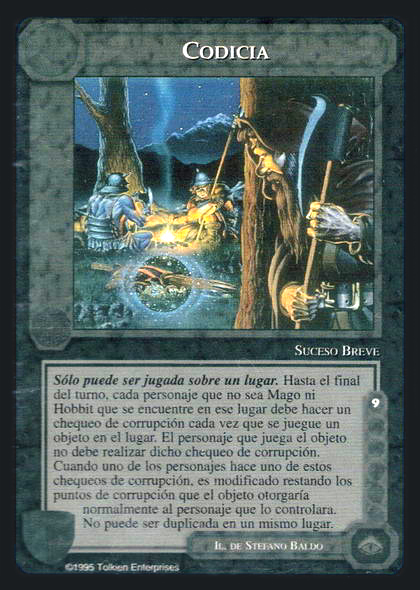 CODICIA
SUCESO BREVE
Sólo puede ser jugada sobre un lugar. Hasta el final
del turno, cada personaje que no sea Mago ni
Hobbit que se encuentre en ese lugar debe hacer un
chequeo de corrupción cada vez que se juegue un
objeto en el lugar. El personaje que juega el objeto
no debe realizar dicho chequeo de corrupción.
Cuando uno de los personajes hace uno de estos
chequeos de corrupción, es modificado restando los
puntos de corrupción que el objeto otorgaría
normalmente al personaje que lo controlara.
No puede ser duplicada en un mismo lugar.
9
IL. DE STEFANO BALDO
©1995 Tolkien Enterprises